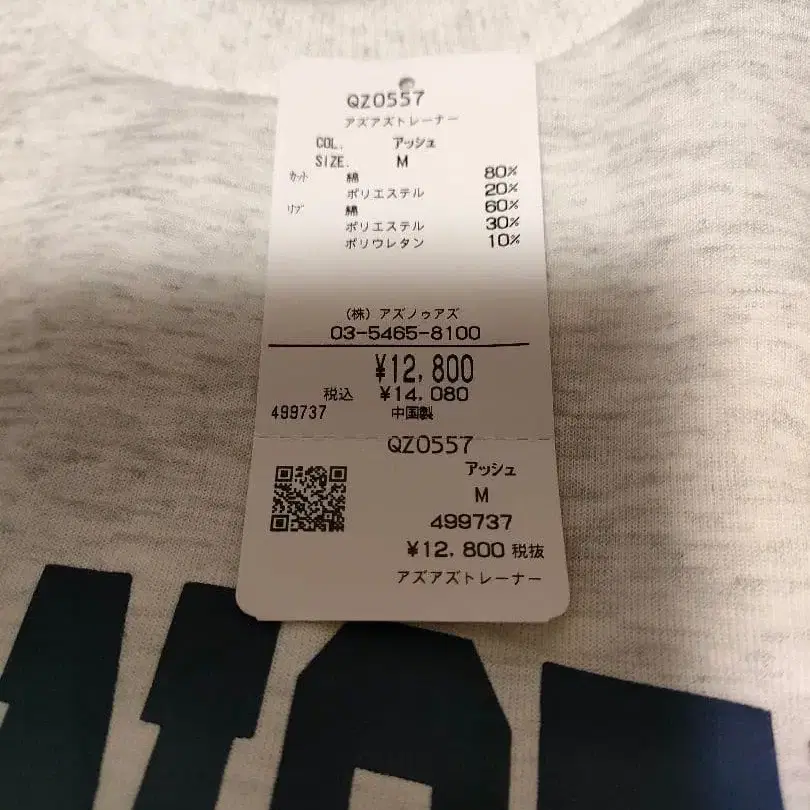 QZ0557
アズアズトレーナー
COL. アッシュ
SIZE. M
カット 綿 80%
ポリエステル 20%
リブ 綿 60%
ポリエステル 30%
ポリウレタン 10%
(株) アズノゥアズ
03-5465-8100
¥12,800
税込 ¥14,080
499737 中国製
QZ0557
アッシュ
M
499737
¥12,800 税抜
アズアズトレーナー